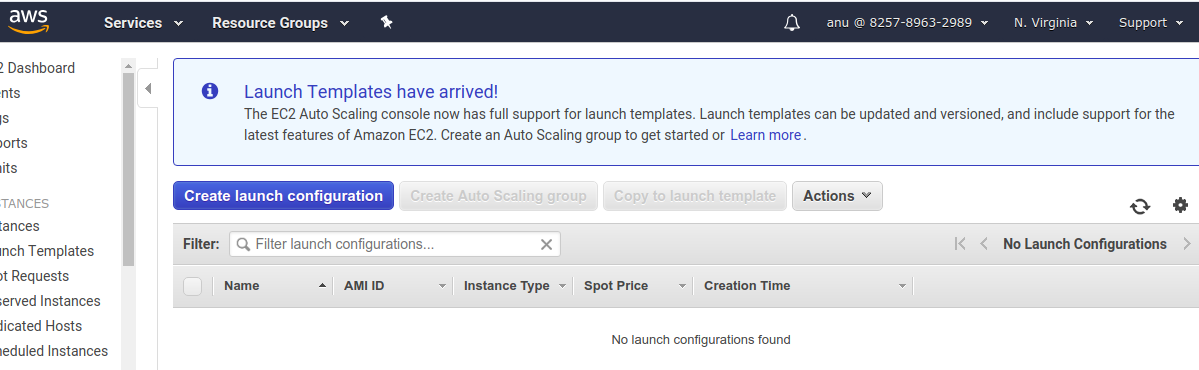 aws Services Resource Groups anu @ 8257-8963-2989 N. Virginia Support
2 Dashboard
ents
gs
ports
nits
STANCES
stances
unch Templates
ot Requests
served Instances
dicated Hosts
heduled Instances
Launch Templates have arrived!
The EC2 Auto Scaling console now has full support for launch templates. Launch templates can be updated and versioned, and include support for the
latest features of Amazon EC2. Create an Auto Scaling group to get started or Learn more.
Create launch configuration Create Auto Scaling group Copy to launch template Actions
Filter: Filter launch configurations... No Launch Configurations
Name AMI ID Instance Type Spot Price Creation Time
No launch configurations found